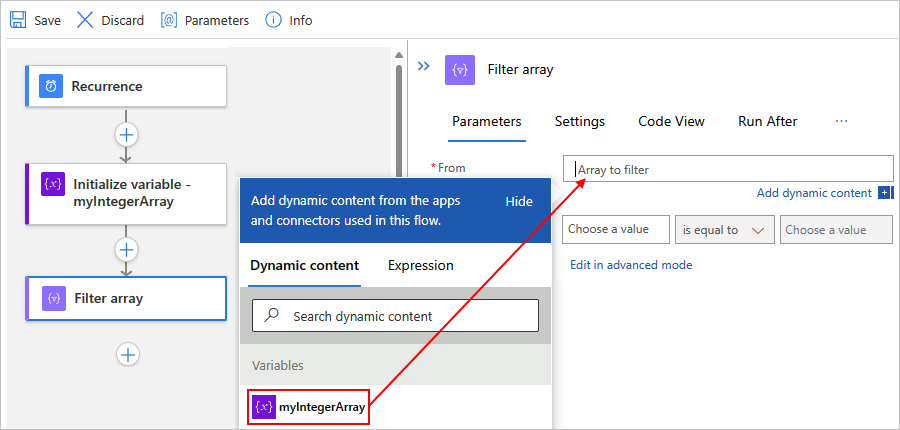 Save
Discard
[@] Parameters
Info
Recurrence
{x} Initialize variable -
myIntegerArray
Filter array
Filter array
Parameters
Settings
Code View
Run After
...
*From
Array to filter
Add dynamic content
Choose a value
is equal to
Choose a value
Edit in advanced mode
Add dynamic content from the apps
and connectors used in this flow.
Hide
Dynamic content
Expression
Search dynamic content
Variables
{x} myIntegerArray